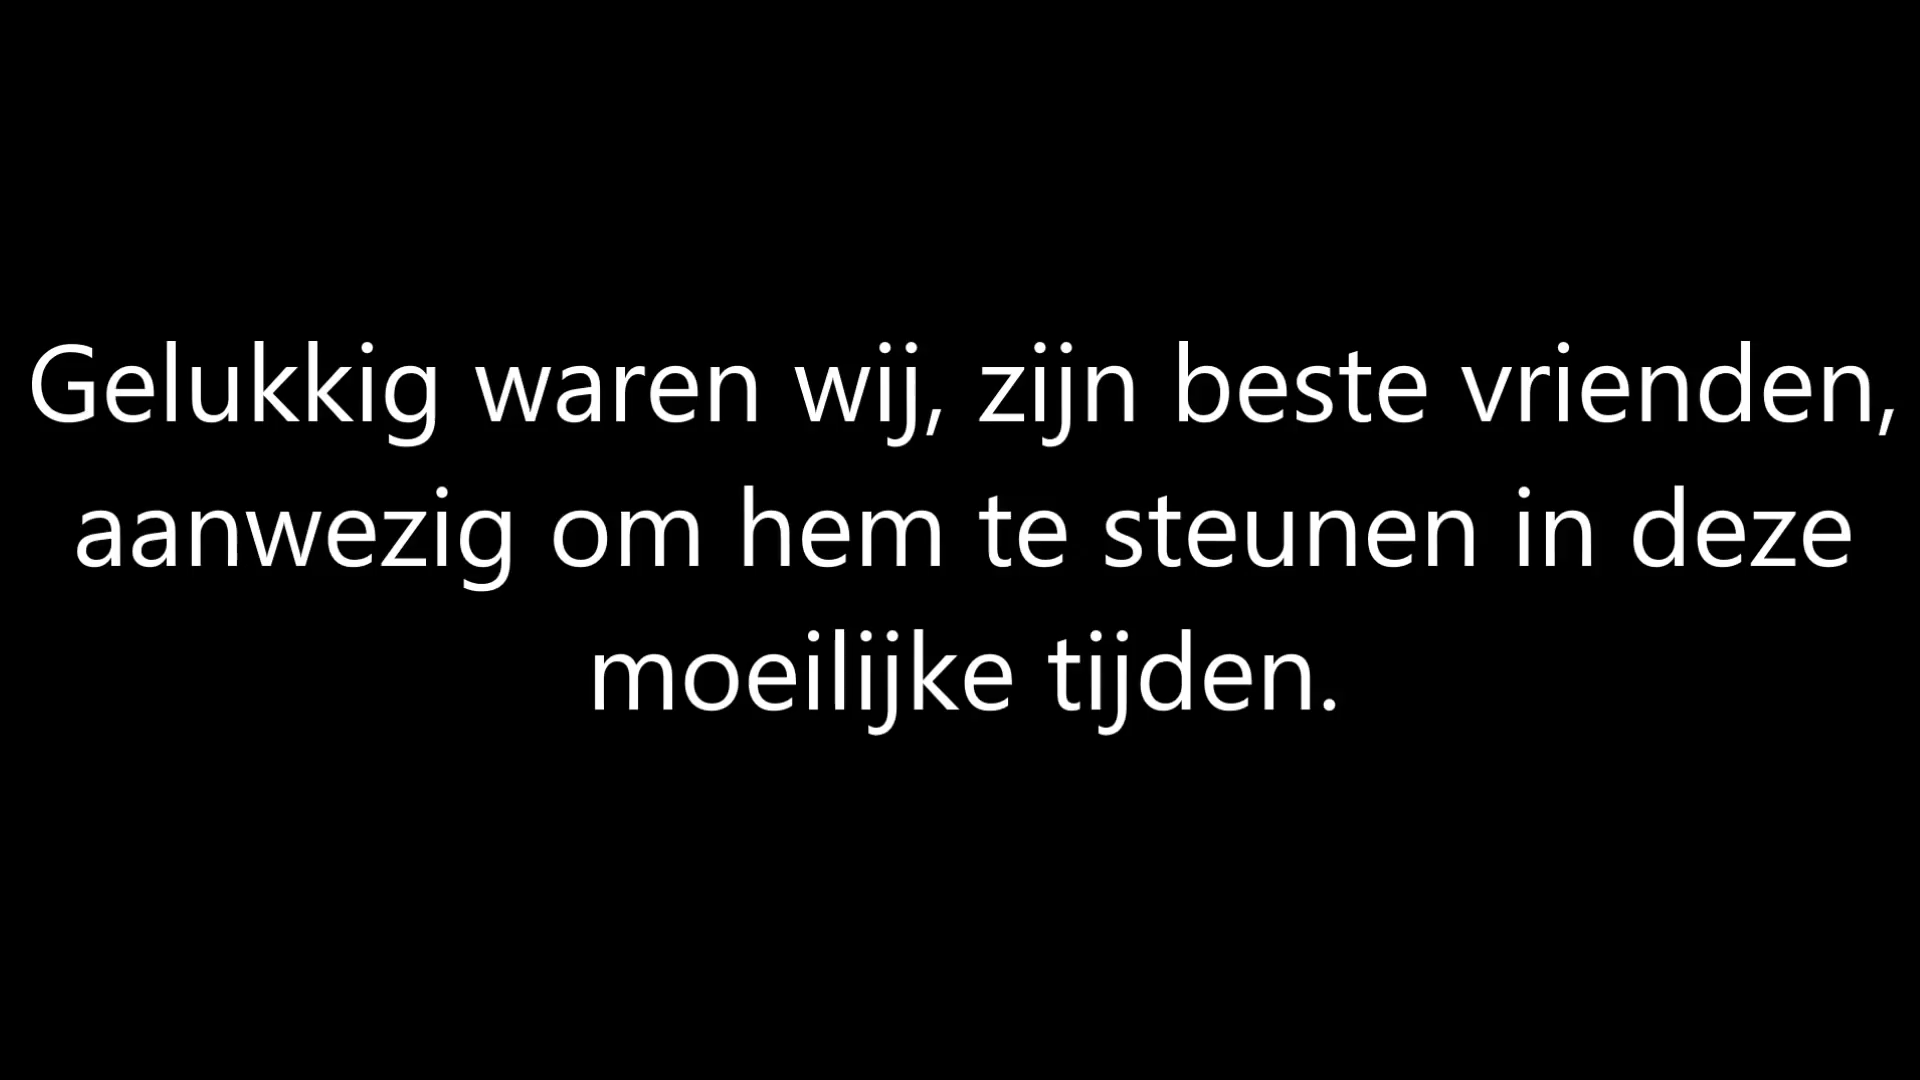 Gelukkig waren wij, zijn beste vrienden,
aanwezig om hem te steunen in deze
moeilijke tijden.